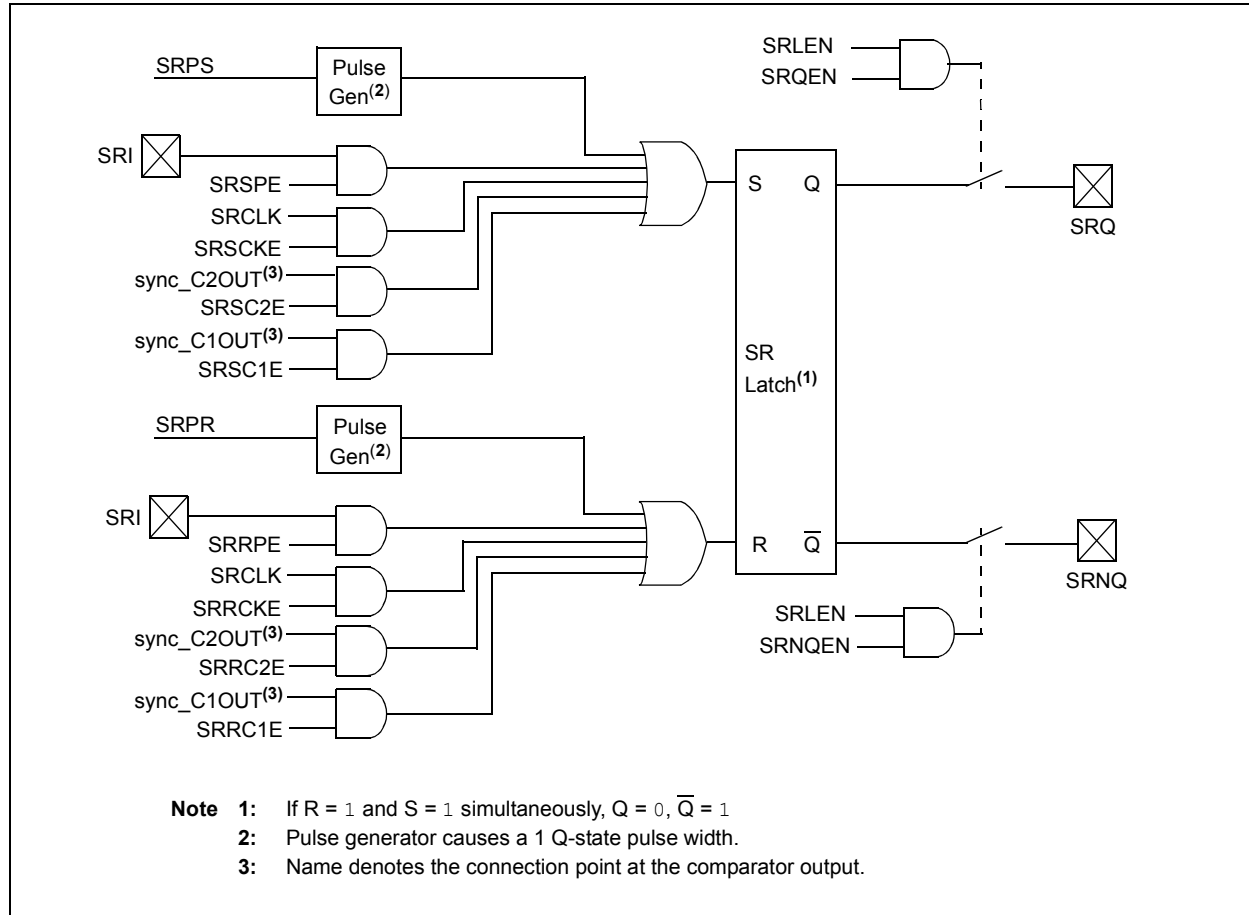 SRLEN
SRQEN
SRPS
Pulse
Gen(2)
SRI
SRSPE
SRCLK
SRSCKE
sync_C2OUT(3)
SRSC2E
sync_C1OUT(3)
SRSC1E
S Q
SRQ
SR
Latch(1)
SRPR
Pulse
Gen(2)
SRI
SRRPE
SRCLK
SRRCKE
sync_C2OUT(3)
SRRC2E
sync_C1OUT(3)
SRRC1E
R Q̅
SRNQ
SRLEN
SRNQEN
Note 1: If R = 1 and S = 1 simultaneously, Q = 0, Q̅ = 1
2: Pulse generator causes a 1 Q-state pulse width.
3: Name denotes the connection point at the comparator output.